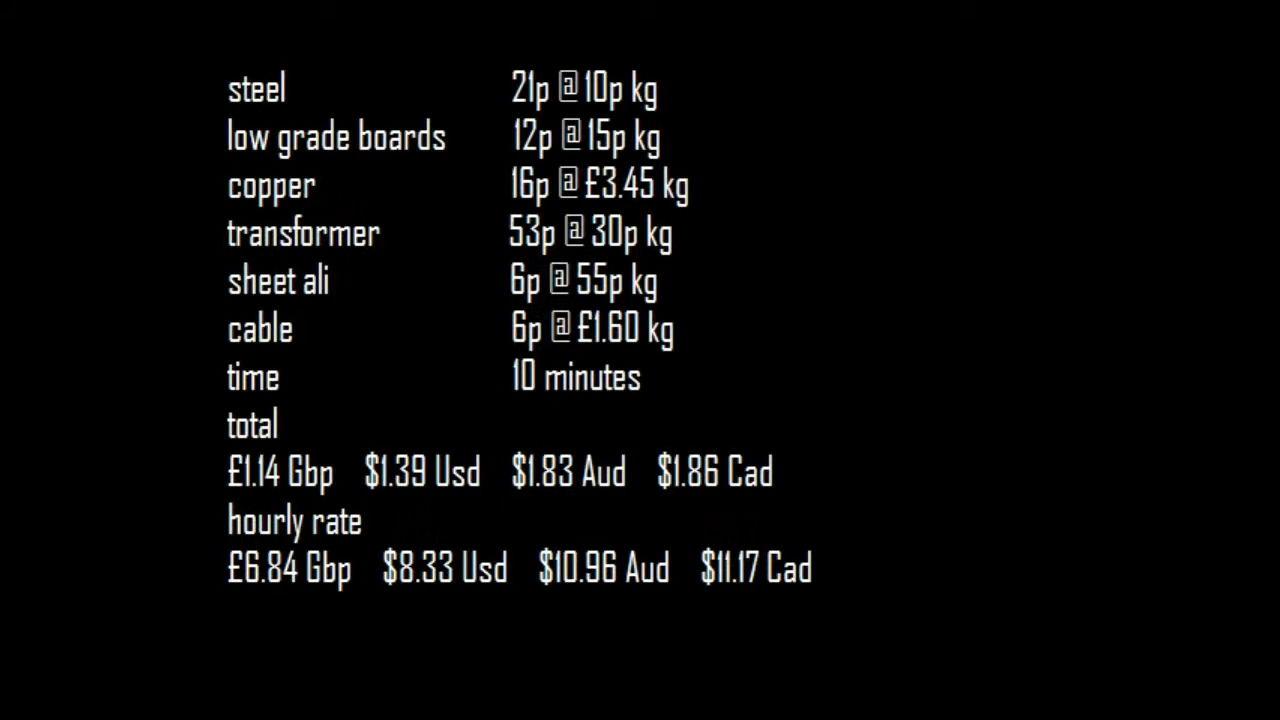 steel 21p @ 10p kg
low grade boards 12p @ 15p kg
copper 16p @ £3.45 kg
transformer 53p @ 30p kg
sheet ali 6p @ 55p kg
cable 6p @ £1.60 kg
time 10 minutes
total
£1.14 Gbp $1.39 Usd $1.83 Aud $1.86 Cad
hourly rate
£6.84 Gbp $8.33 Usd $10.96 Aud $11.17 Cad